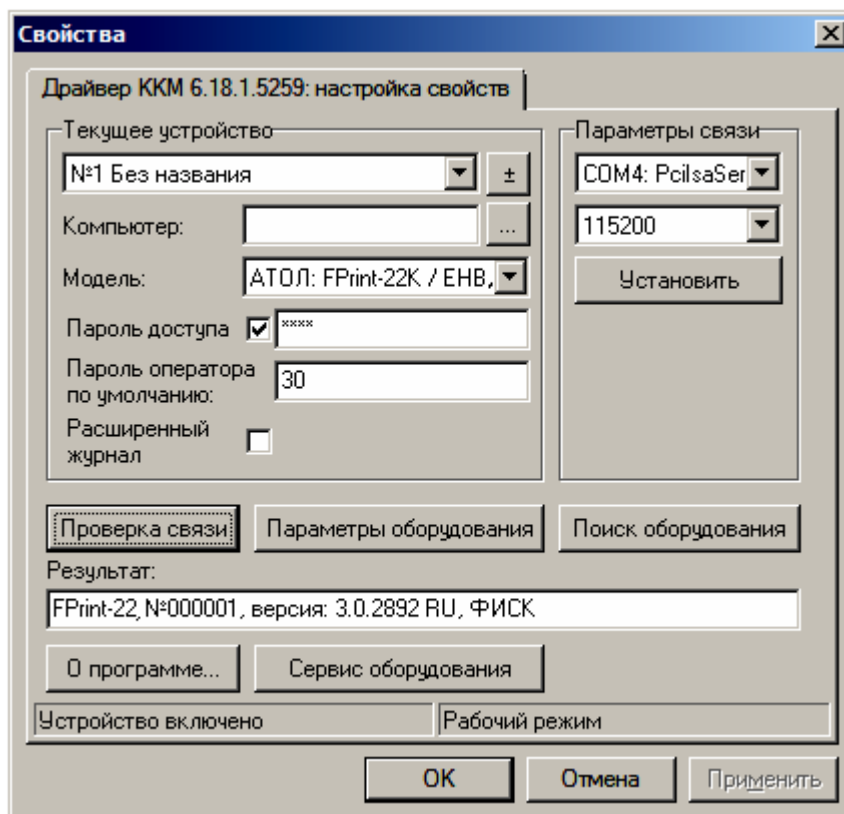 Свойства
Драйвер ККМ 6.18.1.5259: настройка свойств
Текущее устройство
Параметры связи
№1 Без названия
±
COM4: PciIsaSer
Компьютер:
...
115200
Модель:
АТОЛ: FPrint-22K / ЕНВД
Установить
Пароль доступа
****
Пароль оператора
по умолчанию:
30
Расширенный
журнал
Проверка связи
Параметры оборудования
Поиск оборудования
Результат:
FPrint-22,№000001, версия: 3.0.2892 RU, ФИСК
О программе...
Сервис оборудования
Устройство включено
Рабочий режим
OK
Отмена
Применить